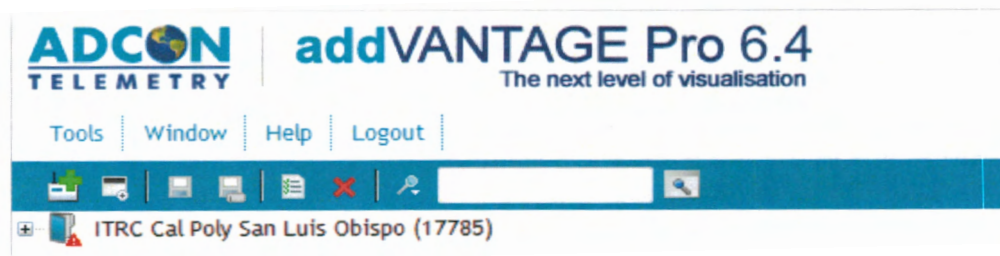 ADCON
TELEMETRY
addVANTAGE Pro 6.4
The next level of visualisation
Tools Window Help Logout
ITRC Cal Poly San Luis Obispo (17785)